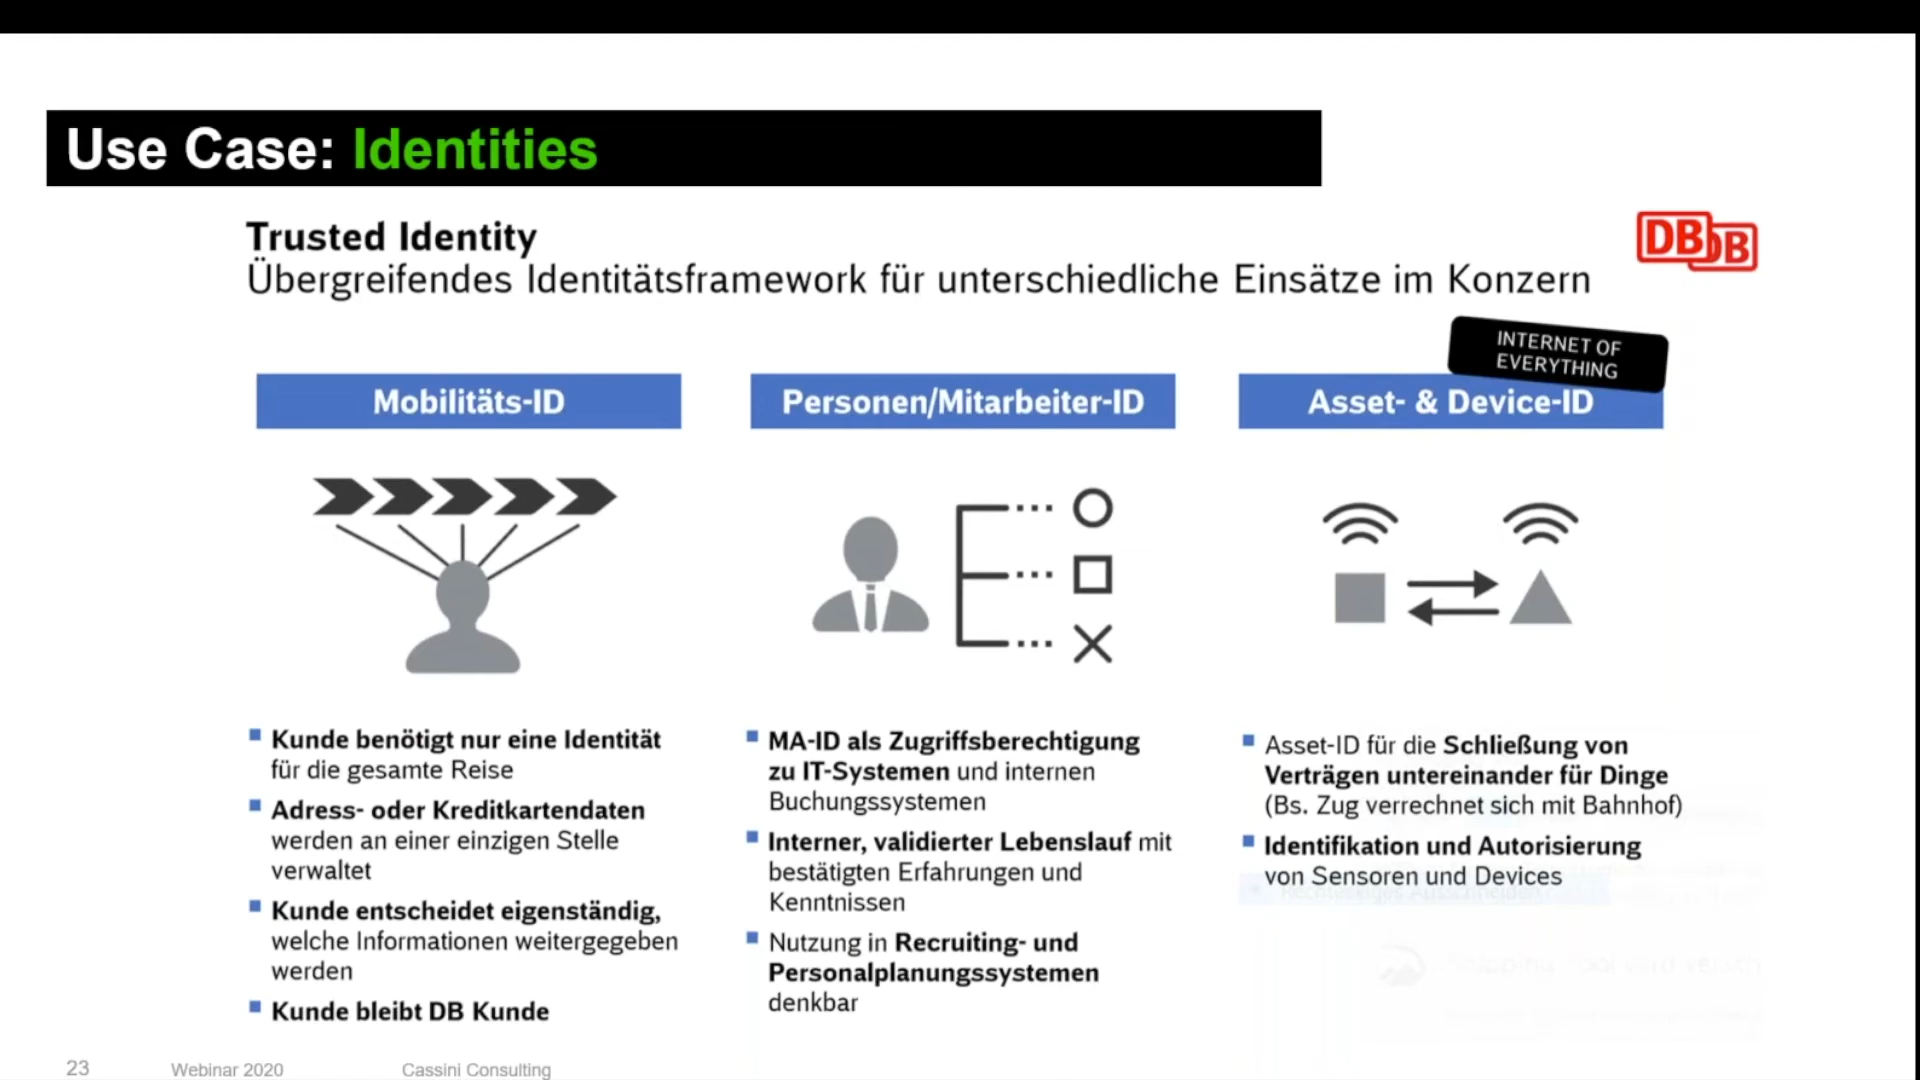 Use Case: Identities
Trusted Identity
Übergreifendes Identitätsframework für unterschiedliche Einsätze im Konzern
DB DB
INTERNET OF
EVERYTHING
Mobilitäts-ID
Personen/Mitarbeiter-ID
Asset- & Device-ID
Kunde benötigt nur eine Identität
für die gesamte Reise
Adress- oder Kreditkartendaten
werden an einer einzigen Stelle
verwaltet
Kunde entscheidet eigenständig,
welche Informationen weitergegeben
werden
Kunde bleibt DB Kunde
MA-ID als Zugriffsberechtigung
zu IT-Systemen und internen
Buchungssystemen
Interner, validierter Lebenslauf mit
bestätigten Erfahrungen und
Kenntnissen
Nutzung in Recruiting- und
Personalplanungssystemen
denkbar
Asset-ID für die Schließung von
Verträgen untereinander für Dinge
(Bs. Zug verrechnet sich mit Bahnhof)
Identifikation und Autorisierung
von Sensoren und Devices
23
Webinar 2020
Cassini Consulting